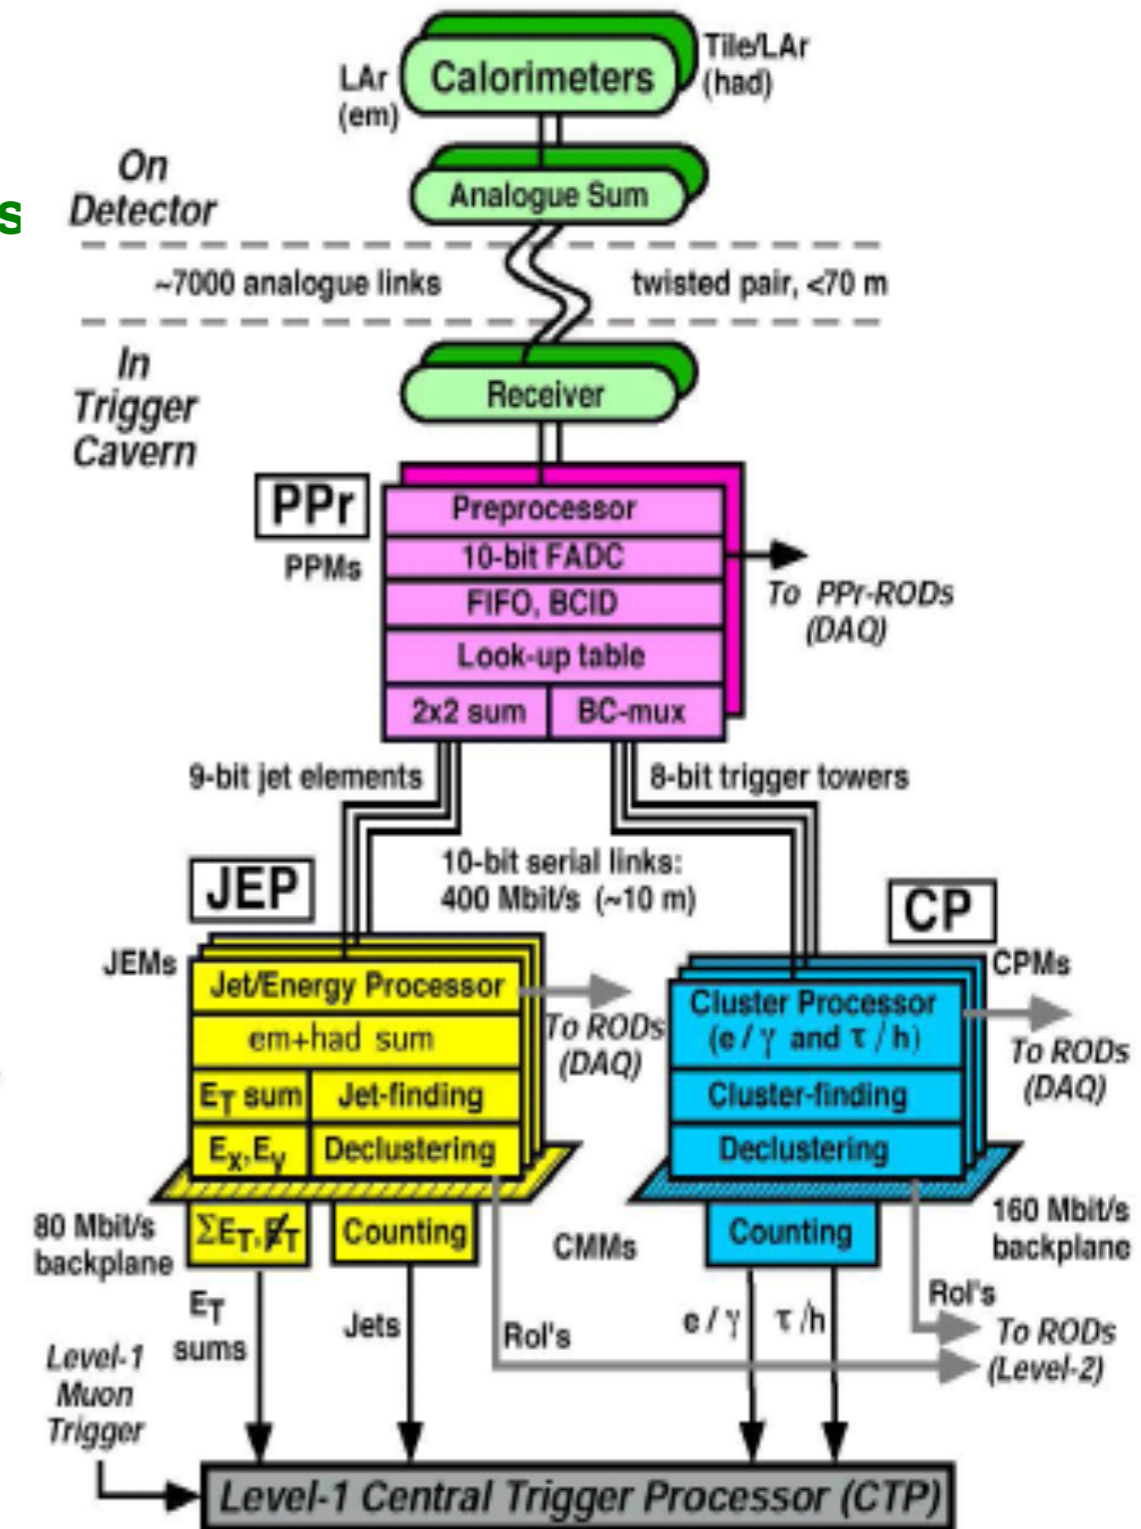 LAr
(em)
Calorimeters
Tile/LAr
(had)
On
Detector
s
Analogue Sum
~7000 analogue links
twisted pair, <70 m
In
Trigger
Cavern
Receiver
PPr
PPMs
Preprocessor
10-bit FADC
FIFO, BCID
Look-up table
2x2 sum
BC-mux
To PPr-RODs
(DAQ)
9-bit jet elements
8-bit trigger towers
10-bit serial links:
400 Mbit/s (~10 m)
JEP
JEMs
Jet/Energy Processor
em+had sum
ET sum
Jet-finding
Ex,Ey
Declustering
To RODs
(DAQ)
CP
CPMs
Cluster Processor
(e / γ and τ / h)
Cluster-finding
Declustering
To RODs
(DAQ)
80 Mbit/s
backplane
ΣET,E̸T
Counting
CMMs
Counting
160 Mbit/s
backplane
ET
sums
Jets
RoI's
e / γ
τ /h
RoI's
To RODs
(Level-2)
Level-1
Muon
Trigger
Level-1 Central Trigger Processor (CTP)